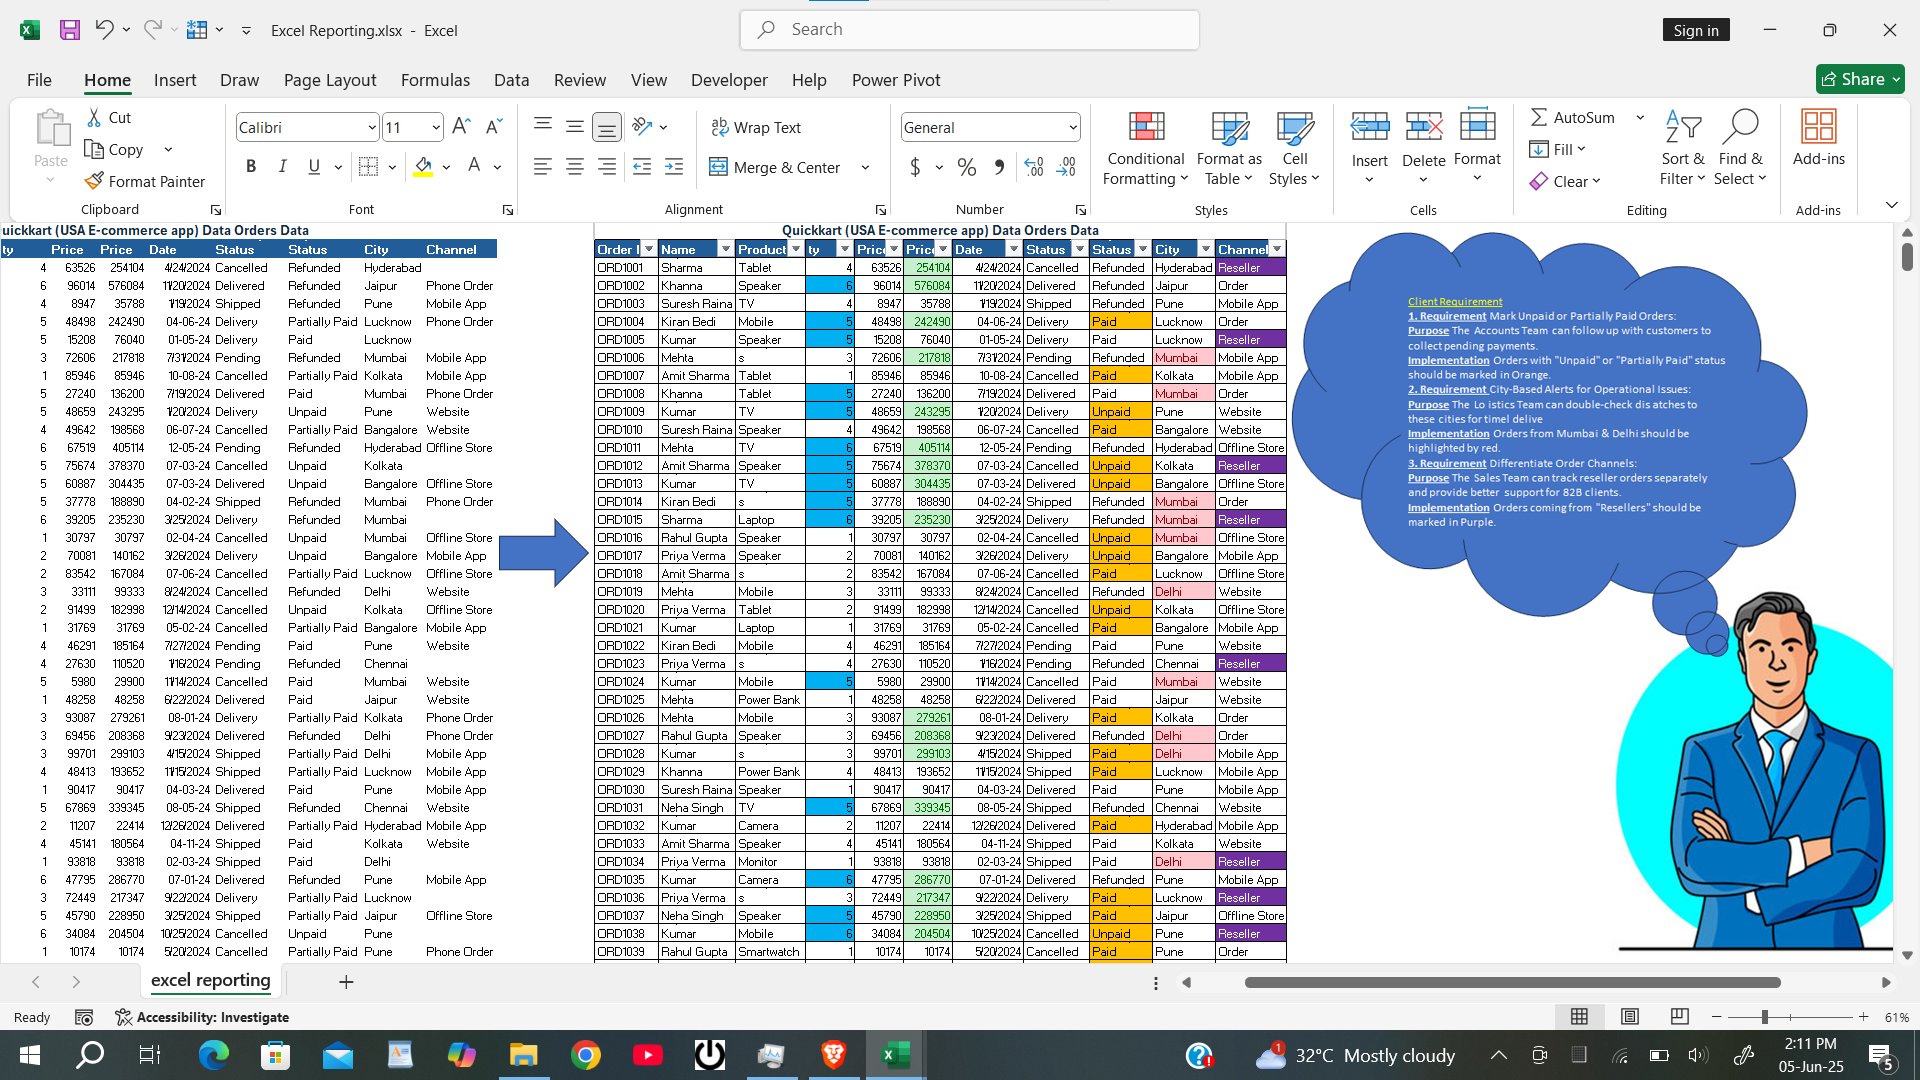 Excel Reporting.xlsx - Excel
Search
Sign in
File Home Insert Draw Page Layout Formulas Data Review View Developer Help Power Pivot
Share
Paste
Cut
Copy
Format Painter
Clipboard
Calibri 11
B I U
Font
Wrap Text
Merge & Center
Alignment
General
$ % 9
Number
Conditional Formatting
Format as Table
Cell Styles
Styles
Insert Delete Format
Cells
AutoSum
Fill
Clear
Sort & Filter
Find & Select
Editing
Add-ins
Add-ins
uickkart (USA E-commerce app) Data Orders Data
ty Price Price Date Status Status City Channel
4 63526 254104 4/24/2024 Cancelled Refunded Hyderabad
6 96014 576084 11/20/2024 Delivered Refunded Jaipur Phone Order
4 8947 35788 1/19/2024 Shipped Refunded Pune Mobile App
5 48498 242490 04-06-24 Delivery Partially Paid Lucknow Phone Order
5 15208 76040 01-05-24 Delivery Paid Lucknow
3 72606 217818 7/31/2024 Pending Refunded Mumbai Mobile App
1 85946 85946 10-08-24 Cancelled Partially Paid Kolkata Mobile App
5 27240 136200 7/19/2024 Delivered Paid Mumbai Phone Order
5 48659 243295 1/20/2024 Delivery Unpaid Pune Website
4 49642 198568 06-07-24 Cancelled Partially Paid Bangalore Website
6 67519 405114 12-05-24 Pending Refunded Hyderabad Offline Store
5 75674 378370 07-03-24 Cancelled Unpaid Kolkata
5 60887 304435 07-03-24 Delivered Unpaid Bangalore Offline Store
5 37778 188890 04-02-24 Shipped Refunded Mumbai Phone Order
6 39205 235230 3/25/2024 Delivery Refunded Mumbai
1 30797 30797 02-04-24 Cancelled Unpaid Mumbai Offline Store
2 70081 140162 3/26/2024 Delivery Unpaid Bangalore Mobile App
2 83542 167084 07-06-24 Cancelled Partially Paid Lucknow Offline Store
3 33111 99333 8/24/2024 Cancelled Refunded Delhi Website
2 91499 182998 12/14/2024 Cancelled Unpaid Kolkata Offline Store
1 31769 31769 05-02-24 Cancelled Partially Paid Bangalore Mobile App
4 46291 185164 7/27/2024 Pending Paid Pune Website
4 27630 110520 1/16/2024 Pending Refunded Chennai
5 5980 29900 11/14/2024 Cancelled Paid Mumbai Website
1 48258 48258 6/22/2024 Delivered Paid Jaipur Website
3 93087 279261 08-01-24 Delivery Partially Paid Kolkata Phone Order
3 69456 208368 9/23/2024 Delivered Refunded Delhi Phone Order
3 99701 299103 4/15/2024 Shipped Partially Paid Delhi Mobile App
4 48413 193652 11/15/2024 Shipped Partially Paid Lucknow Mobile App
1 90417 90417 04-03-24 Delivered Paid Pune Mobile App
5 67869 339345 08-05-24 Shipped Refunded Chennai Website
2 11207 22414 12/26/2024 Delivered Partially Paid Hyderabad Mobile App
4 45141 180564 04-11-24 Shipped Paid Kolkata Website
1 93818 93818 02-03-24 Shipped Paid Delhi
6 47795 286770 07-01-24 Delivered Refunded Pune Mobile App
3 72449 217347 9/22/2024 Delivery Partially Paid Lucknow
5 45790 228950 3/25/2024 Shipped Partially Paid Jaipur Offline Store
6 34084 204504 10/25/2024 Cancelled Unpaid Pune
1 10174 10174 5/20/2024 Cancelled Partially Paid Pune Phone Order
Quickkart (USA E-commerce app) Data Orders Data
Order I Name Product ty Price Price Date Status Status City Channel
ORD1001 Sharma Tablet 4 63526 254104 4/24/2024 Cancelled Refunded Hyderabad Reseller
ORD1002 Khanna Speaker 6 96014 576084 11/20/2024 Delivered Refunded Jaipur Order
ORD1003 Suresh Raina TV 4 8947 35788 1/19/2024 Shipped Refunded Pune Mobile App
ORD1004 Kiran Bedi Mobile 5 48498 242490 04-06-24 Delivery Paid Lucknow Order
ORD1005 Kumar Speaker 5 15208 76040 01-05-24 Delivery Paid Lucknow Reseller
ORD1006 Mehta s 3 72606 217818 7/31/2024 Pending Refunded Mumbai Mobile App
ORD1007 Amit Sharma Tablet 1 85946 85946 10-08-24 Cancelled Paid Kolkata Mobile App
ORD1008 Khanna Tablet 5 27240 136200 7/19/2024 Delivered Paid Mumbai Order
ORD1009 Kumar TV 5 48659 243295 1/20/2024 Delivery Unpaid Pune Website
ORD1010 Suresh Raina Speaker 4 49642 198568 06-07-24 Cancelled Paid Bangalore Website
ORD1011 Mehta TV 6 67519 405114 12-05-24 Pending Refunded Hyderabad Offline Store
ORD1012 Amit Sharma Speaker 5 75674 378370 07-03-24 Cancelled Unpaid Kolkata Reseller
ORD1013 Kumar TV 5 60887 304435 07-03-24 Delivered Unpaid Bangalore Offline Store
ORD1014 Kiran Bedi s 5 37778 188890 04-02-24 Shipped Refunded Mumbai Order
ORD1015 Sharma Laptop 6 39205 235230 3/25/2024 Delivery Refunded Mumbai Reseller
ORD1016 Rahul Gupta Speaker 1 30797 30797 02-04-24 Cancelled Unpaid Mumbai Offline Store
ORD1017 Priya Verma Speaker 2 70081 140162 3/26/2024 Delivery Unpaid Bangalore Mobile App
ORD1018 Amit Sharma s 2 83542 167084 07-06-24 Cancelled Paid Lucknow Offline Store
ORD1019 Mehta Mobile 3 33111 99333 8/24/2024 Cancelled Refunded Delhi Website
ORD1020 Priya Verma Tablet 2 91499 182998 12/14/2024 Cancelled Unpaid Kolkata Offline Store
ORD1021 Kumar Laptop 1 31769 31769 05-02-24 Cancelled Paid Bangalore Mobile App
ORD1022 Kiran Bedi Mobile 4 46291 185164 7/27/2024 Pending Paid Pune Website
ORD1023 Priya Verma s 4 27630 110520 1/16/2024 Pending Refunded Chennai Reseller
ORD1024 Kumar Mobile 5 5980 29900 11/14/2024 Cancelled Paid Mumbai Website
ORD1025 Mehta Power Bank 1 48258 48258 6/22/2024 Delivered Paid Jaipur Website
ORD1026 Mehta Mobile 3 93087 279261 08-01-24 Delivery Paid Kolkata Order
ORD1027 Rahul Gupta Speaker 3 69456 208368 9/23/2024 Delivered Refunded Delhi Order
ORD1028 Kumar s 3 99701 299103 4/15/2024 Shipped Paid Delhi Mobile App
ORD1029 Khanna Power Bank 4 48413 193652 11/15/2024 Shipped Paid Lucknow Mobile App
ORD1030 Suresh Raina Speaker 1 90417 90417 04-03-24 Delivered Paid Pune Mobile App
ORD1031 Neha Singh TV 5 67869 339345 08-05-24 Shipped Refunded Chennai Website
ORD1032 Kumar Camera 2 11207 22414 12/26/2024 Delivered Paid Hyderabad Mobile App
ORD1033 Amit Sharma Speaker 4 45141 180564 04-11-24 Shipped Paid Kolkata Website
ORD1034 Priya Verma Monitor 1 93818 93818 02-03-24 Shipped Paid Delhi Reseller
ORD1035 Kumar Camera 6 47795 286770 07-01-24 Delivered Refunded Pune Mobile App
ORD1036 Priya Verma s 3 72449 217347 9/22/2024 Delivery Paid Lucknow Reseller
ORD1037 Neha Singh Speaker 5 45790 228950 3/25/2024 Shipped Paid Jaipur Offline Store
ORD1038 Kumar Mobile 6 34084 204504 10/25/2024 Cancelled Unpaid Pune Reseller
ORD1039 Rahul Gupta Smartwatch 1 10174 10174 5/20/2024 Cancelled Paid Pune Order
Client Requirement
1. Requirement Mark Unpaid or Partially Paid Orders:
Purpose The Accounts Team can follow up with customers to
collect pending payments.
Implementation Orders with "Unpaid" or "Partially Paid" status
should be marked in Orange.
2. Requirement City-Based Alerts for Operational Issues:
Purpose The Lo istics Team can double-check dis atches to
these cities for timel delive
Implementation Orders from Mumbai & Delhi should be
highlighted by red.
3. Requirement Differentiate Order Channels:
Purpose The Sales Team can track reseller orders separately
and provide better support for 82B clients.
Implementation Orders coming from "Resellers" should be
marked in Purple.
excel reporting
Ready
Accessibility: Investigate
61%
1 32°C Mostly cloudy
2:11 PM
05-Jun-25
5